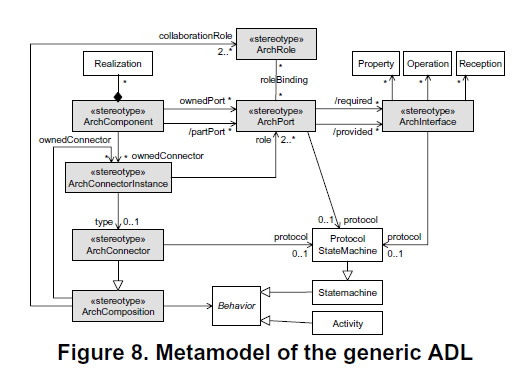 collaborationRole
2..*
«stereotype»
ArchRole
Realization
Property
Operation
Reception
*
roleBinding
*
*
*
*
*
«stereotype»
ArchComponent
ownedPort *
/partPort *
«stereotype»
ArchPort
/required *
/provided *
«stereotype»
ArchInterface
ownedConnector
role
2..*
*
* ownedConnector
«stereotype»
ArchConnectorInstance
type
0..1
0..1
protocol
«stereotype»
ArchConnector
protocol
0..1
Protocol
StateMachine
protocol
0..1
«stereotype»
ArchComposition
Behavior
Statemachine
Activity
Figure 8. Metamodel of the generic ADL